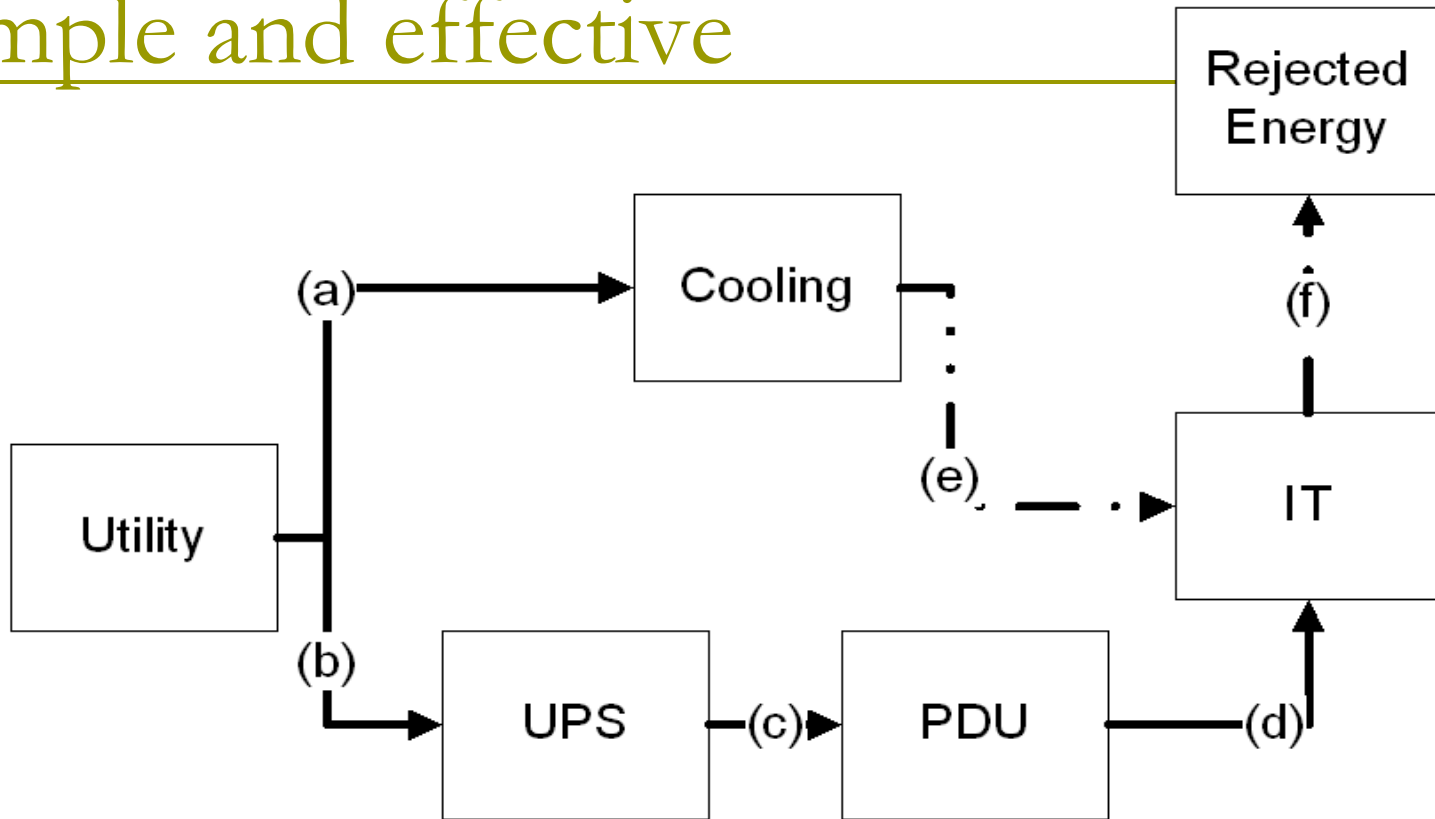 mple and effective
Rejected
Energy
(a)
Cooling
(f)
(e)
IT
Utility
(b)
UPS
(c)
PDU
(d)